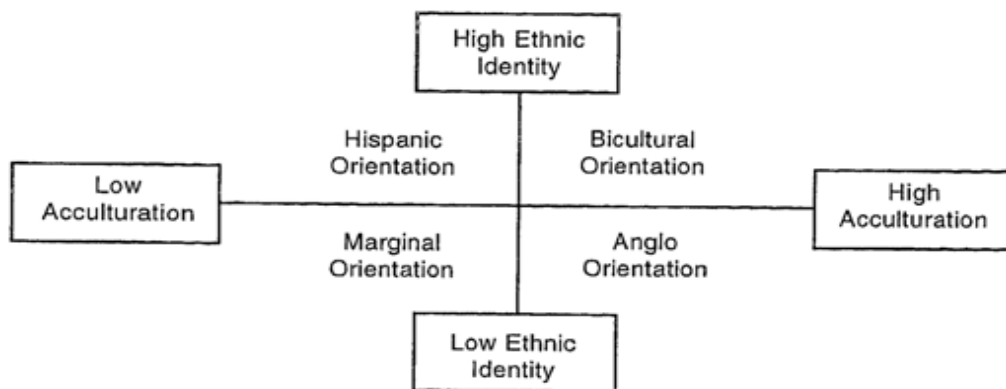 High Ethnic
Identity
Hispanic
Orientation
Bicultural
Orientation
Low
Acculturation
High
Acculturation
Marginal
Orientation
Anglo
Orientation
Low Ethnic
Identity